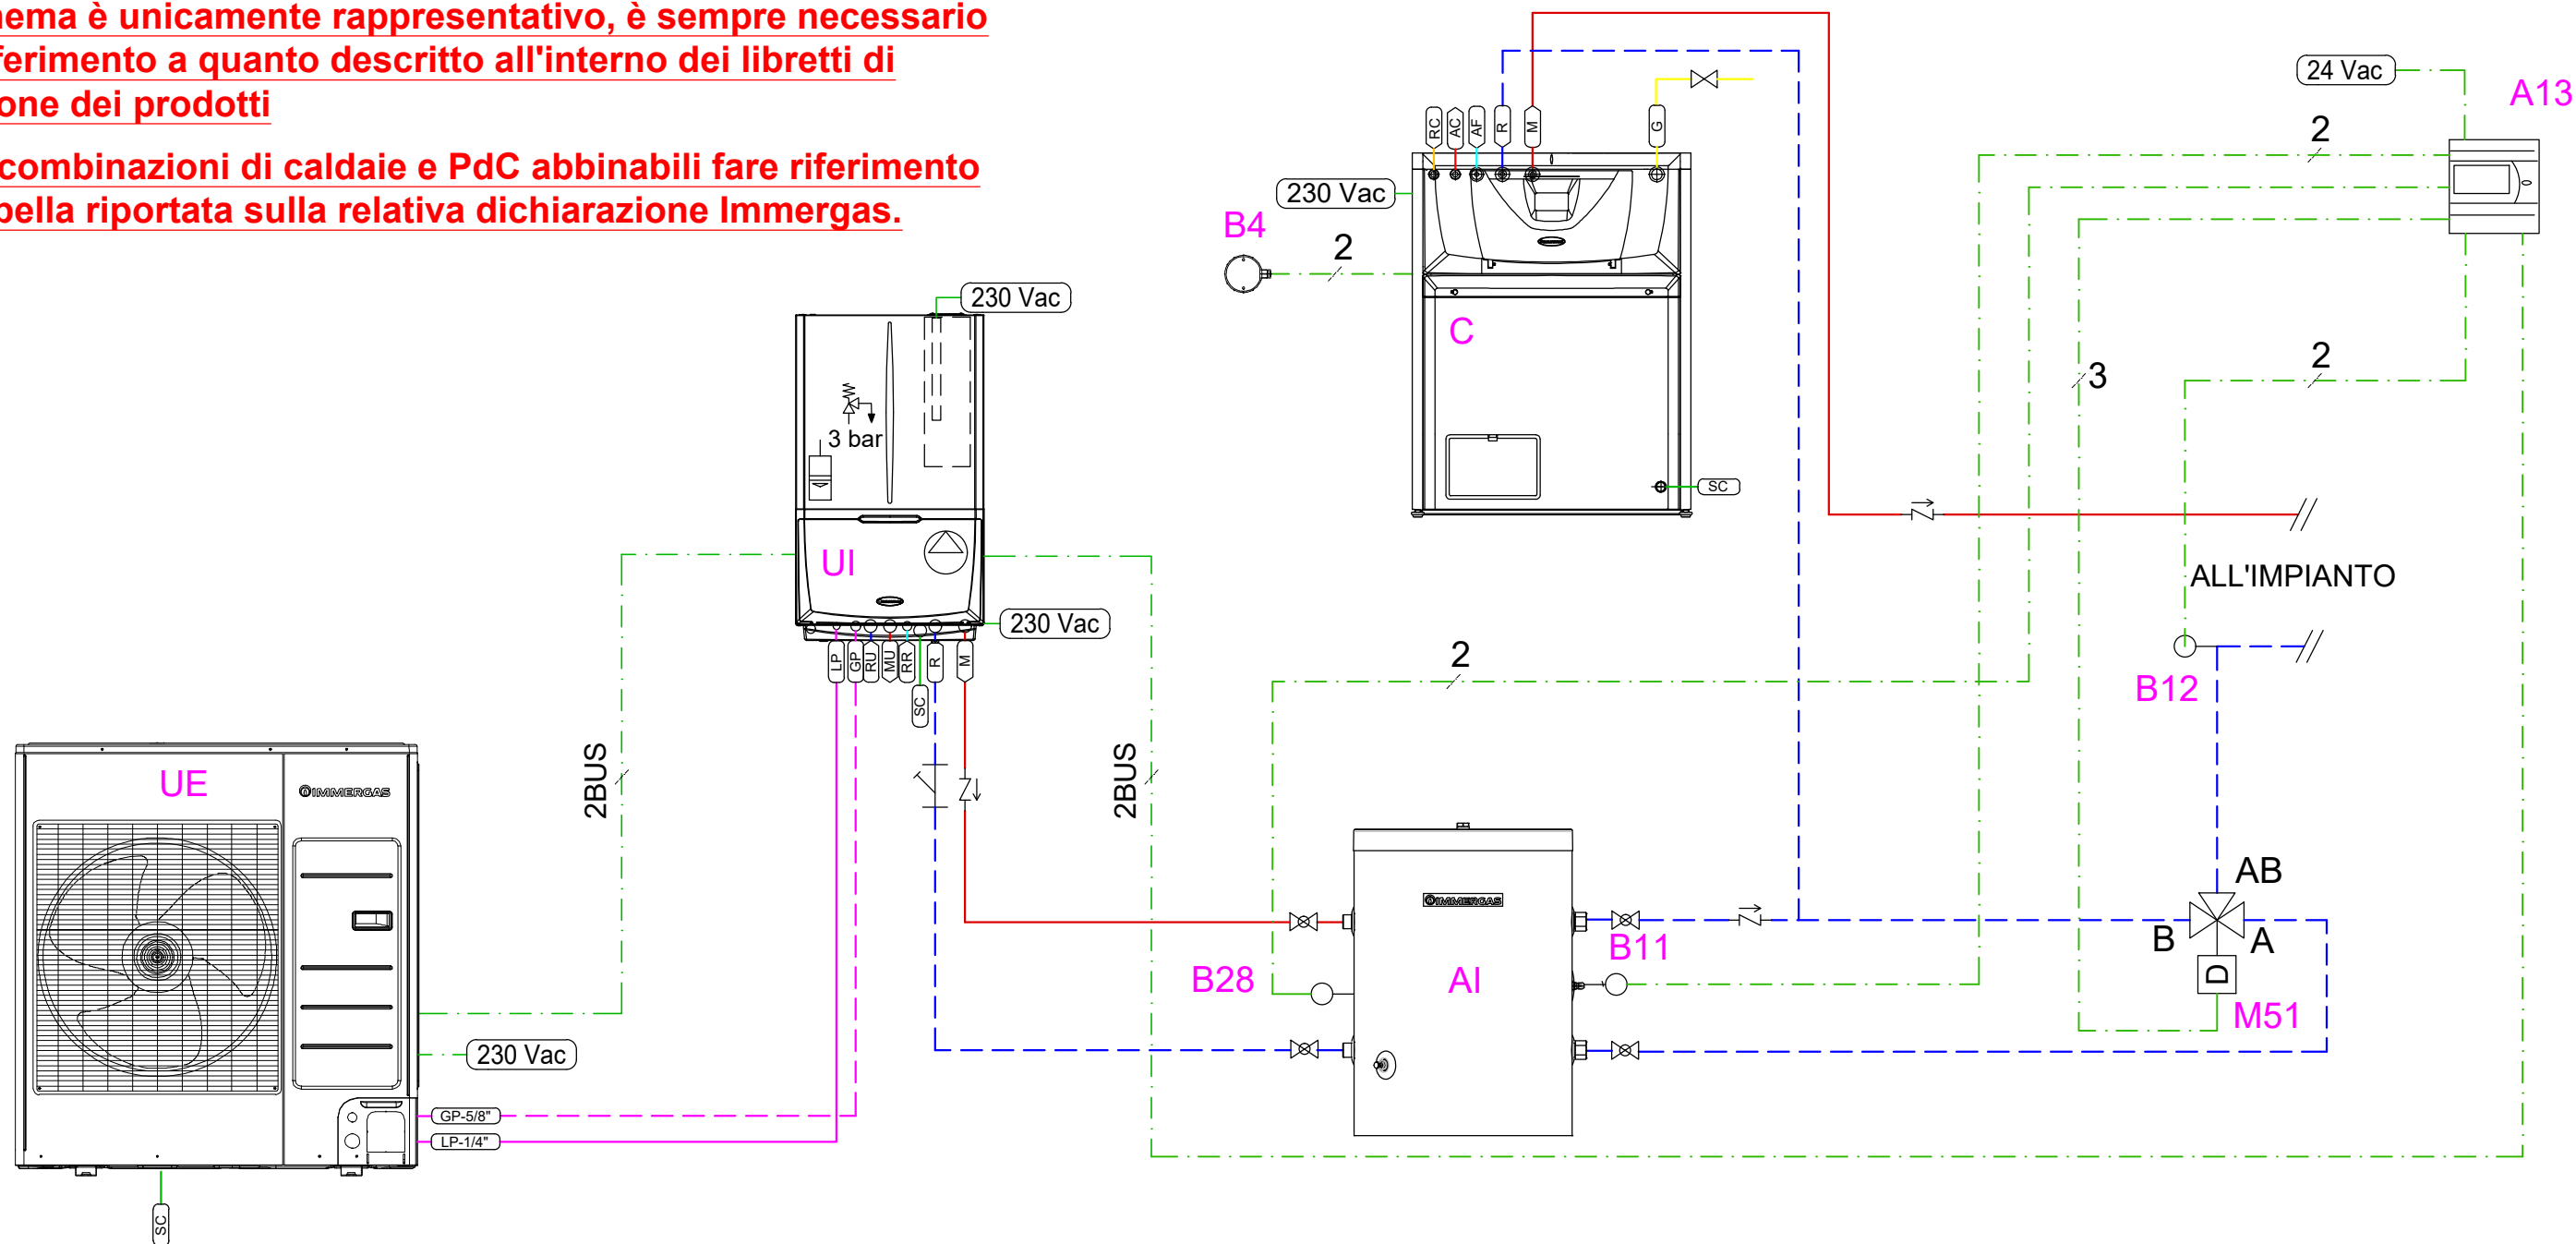 nema è unicamente rappresentativo, è sempre necessario
ferimento a quanto descritto all'interno dei libretti di
one dei prodotti
combinazioni di caldaie e PdC abbinabili fare riferimento
bella riportata sulla relativa dichiarazione Immergas.
24 Vac
A13
2
RC
AC
AF
R
M
G
230 Vac
B4
2
C
SC
230 Vac
3 bar
UI
230 Vac
LP
GP
RU
MU
RR
R
M
SC
2
3
ALL'IMPIANTO
B12
2
2BUS
2BUS
UE
IMMERGAS
230 Vac
GP-5/8"
LP-1/4"
SC
IMMERGAS
AI
B28
B11
AB
B
A
D
M51